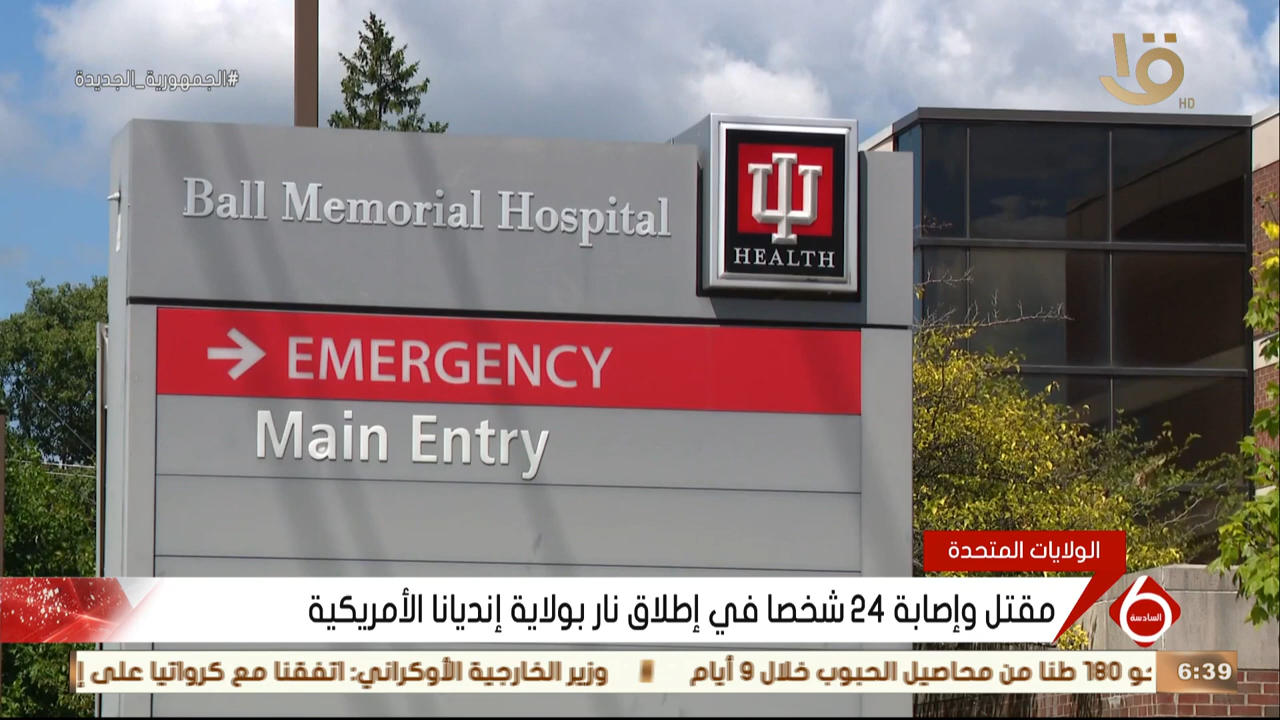 #الجمهورية_الجديدة
HD
Ball Memorial Hospital
HEALTH
EMERGENCY
Main Entry
الولايات المتحدة
السادسة
مقتل وإصابة 24 شخصا في إطلاق نار بولاية إنديانا الأمريكية
180 طنا من محاصيل الحبوب خلال 9 أيام
وزير الخارجية الأوكراني: اتفقنا مع كرواتيا على
6:39